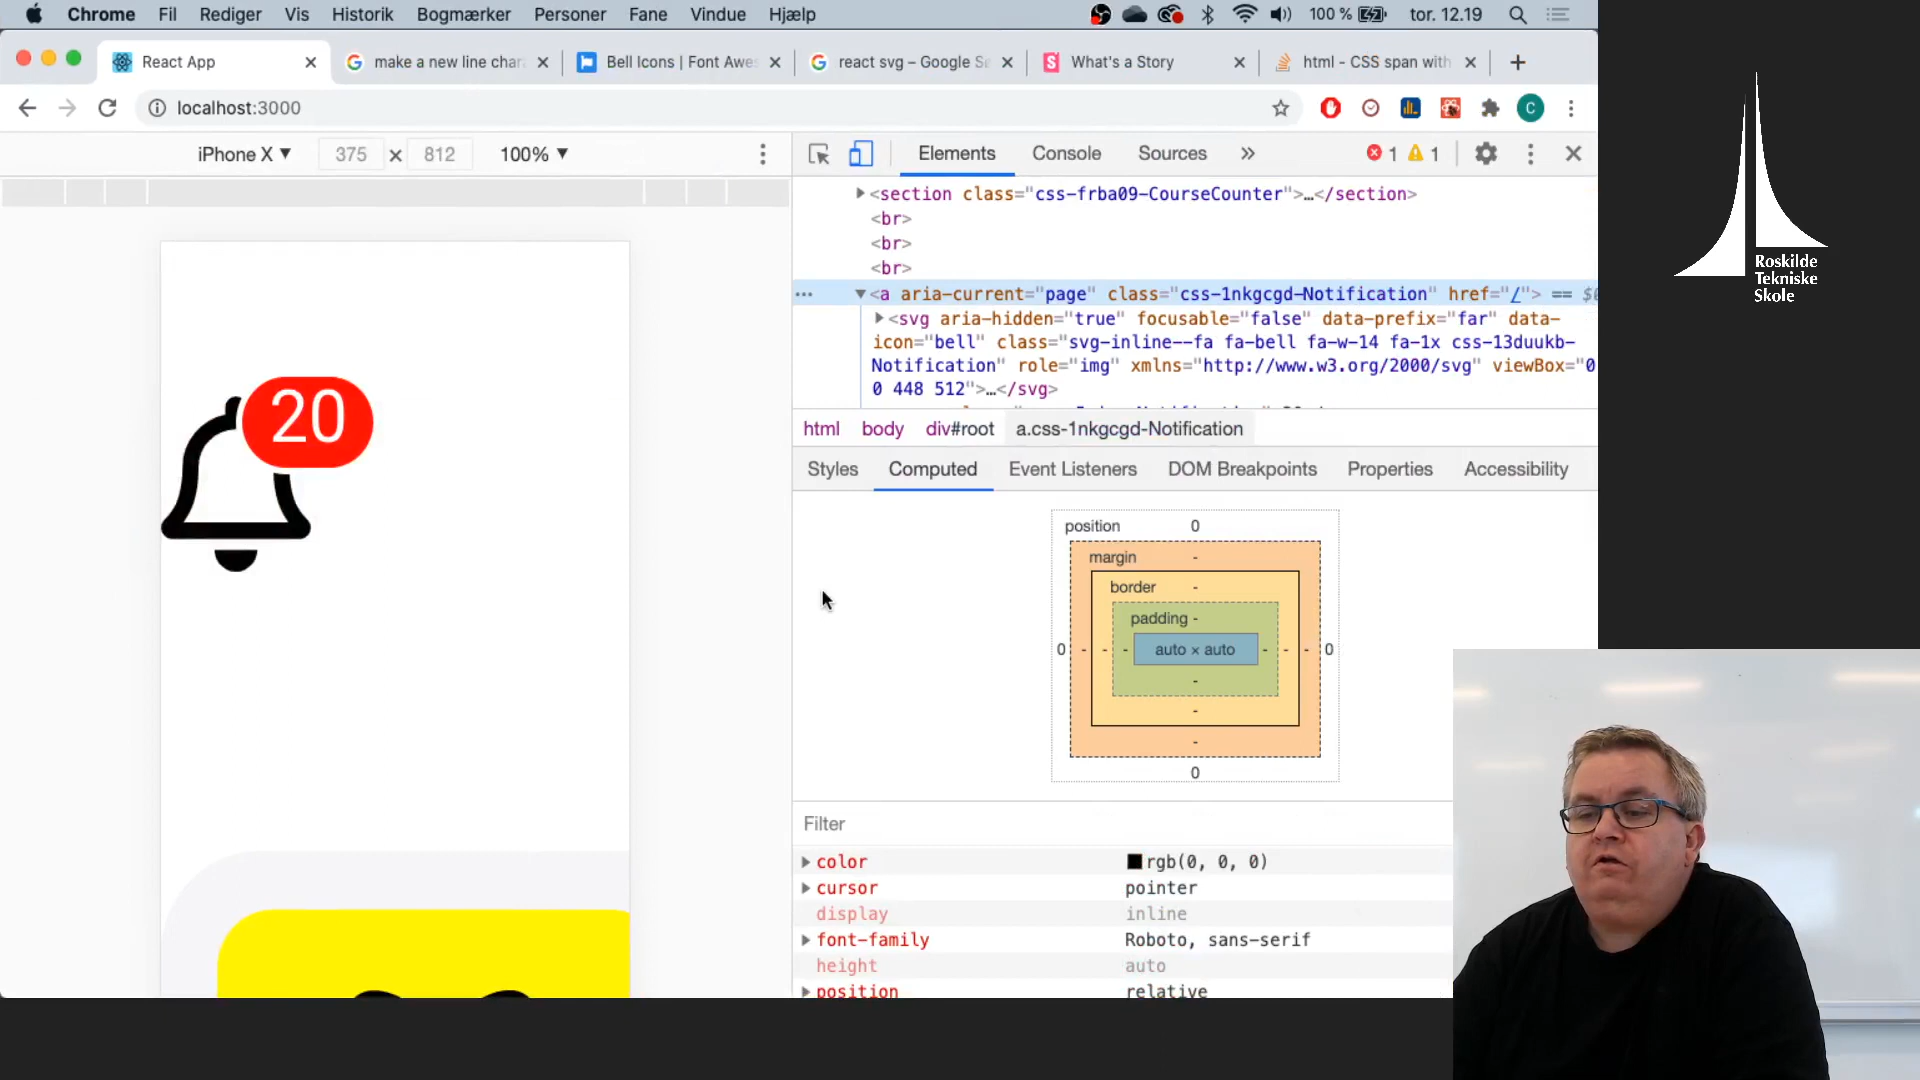 Chrome Fil Rediger Vis Historik Bogmærker Personer Fane Vindue Hjælp 100 % tor. 12.19
React App make a new line char Bell Icons | Font Awes react svg – Google Se What's a Story html - CSS span with
localhost:3000 C
iPhone X ▼ 375 × 812 100% ▼ Elements Console Sources » 1 1
<section class="css-frba09-CourseCounter">…</section>
<br>
<br>
<br>
<a aria-current="page" class="css-1nkgcgd-Notification" href="/"> ==
<svg aria-hidden="true" focusable="false" data-prefix="far" data-
icon="bell" class="svg-inline--fa fa-bell fa-w-14 fa-1x css-13duukb-
Notification" role="img" xmlns="http://www.w3.org/2000/svg" viewBox="0
0 448 512">…</svg>
html body div#root a.css-1nkgcgd-Notification
Styles Computed Event Listeners DOM Breakpoints Properties Accessibility
20
position 0
margin -
border -
padding -
0 - - - auto × auto - - - 0
-
-
-
0
Filter
color rgb(0, 0, 0)
cursor pointer
display inline
font-family Roboto, sans-serif
height auto
position relative
Roskilde
Tekniske
Skole